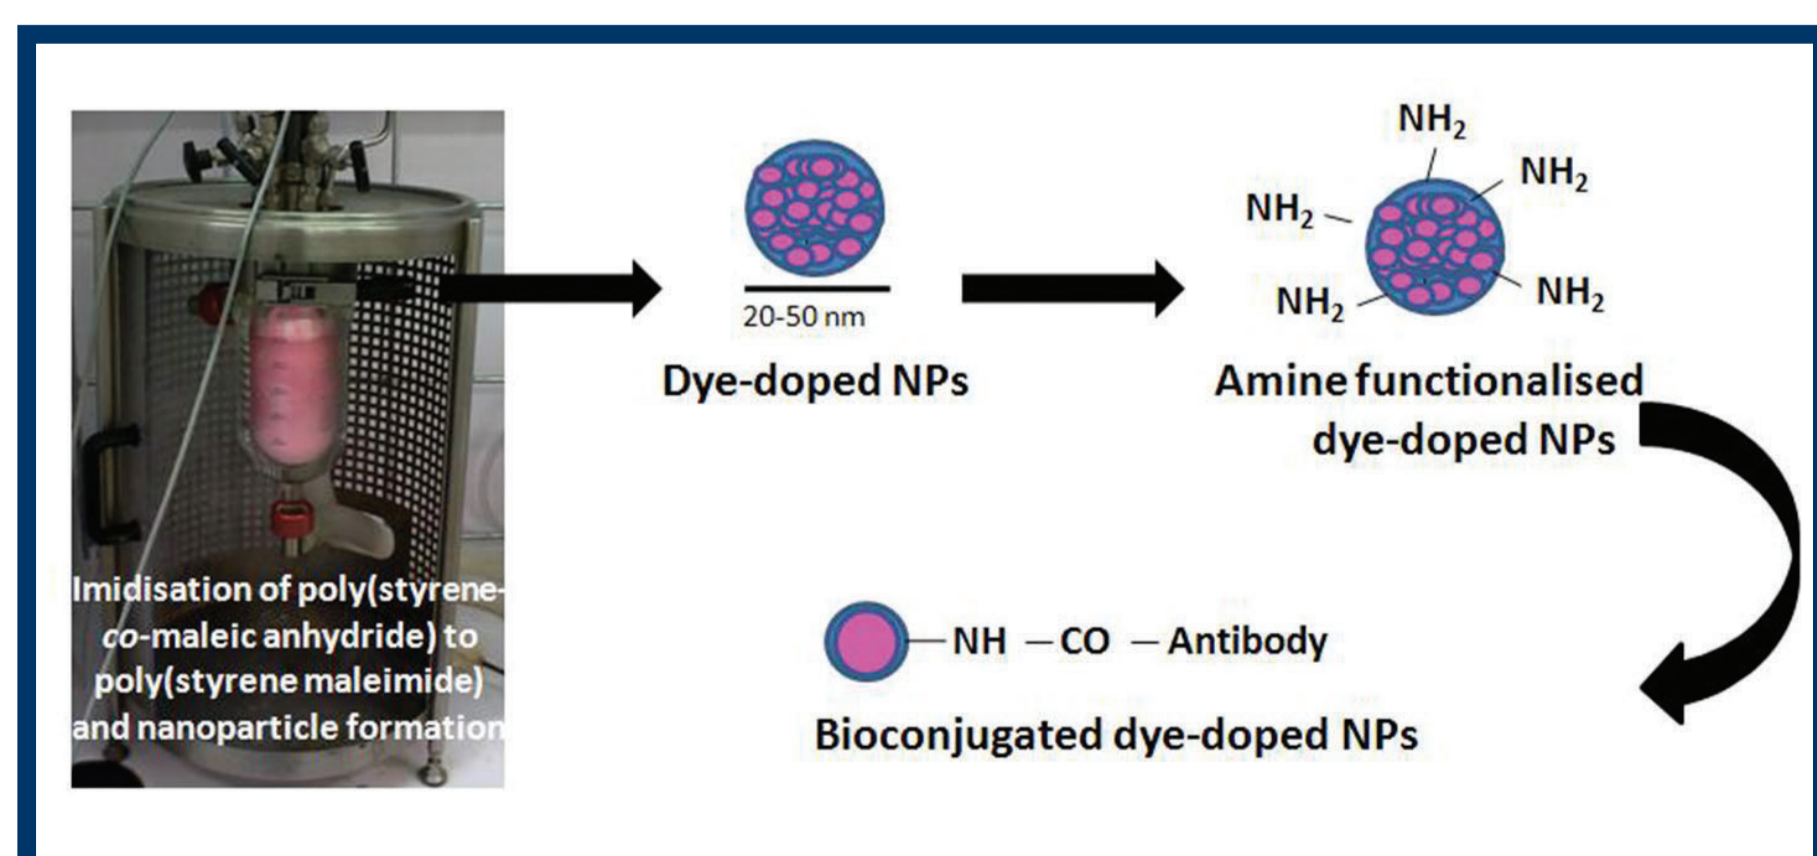 Imidisation of poly(styrene-
co-maleic anhydride) to
poly(styrene maleimide)
and nanoparticle formation
20-50 nm
Dye-doped NPs
NH₂
NH₂
NH₂
NH₂
NH₂
Amine functionalised
dye-doped NPs
NH — CO — Antibody
Bioconjugated dye-doped NPs